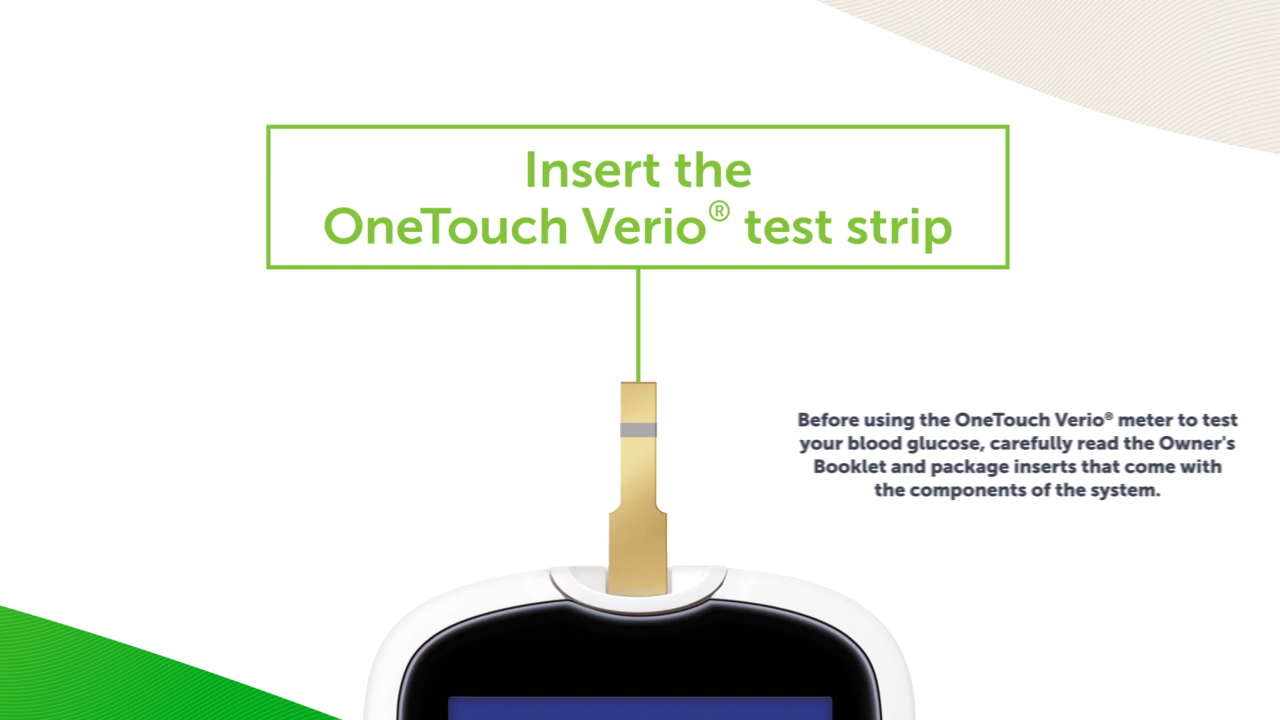 Insert the
OneTouch Verio® test strip
Before using the OneTouch Verio® meter to test
your blood glucose, carefully read the Owner's
Booklet and package inserts that come with
the components of the system.